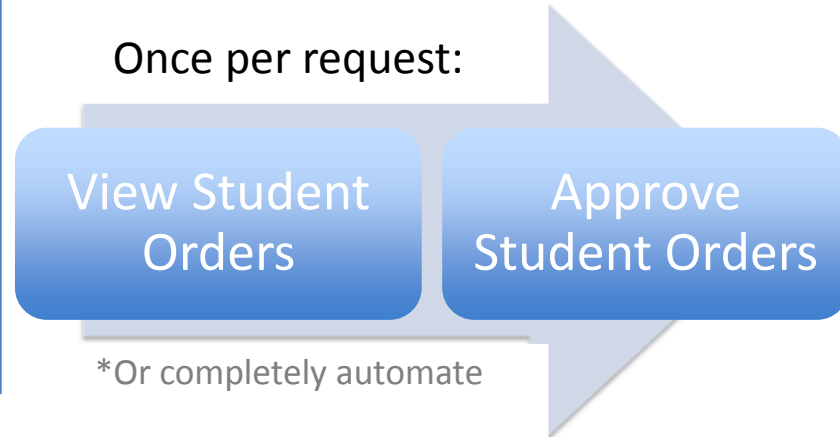 Once per request:
View Student
Orders
Approve
Student Orders
*Or completely automate